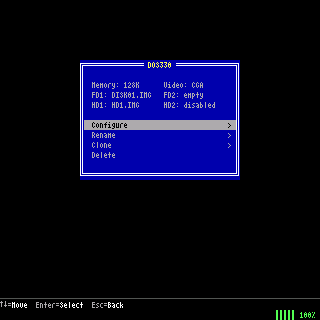 DOS330
Memory: 128K Video: CGA
FD1: DISK01.IMG FD2: empty
HD1: HD1.IMG HD2: disabled
Configure >
Rename >
Clone >
Delete
↑↓=Move Enter=Select Esc=Back
100%